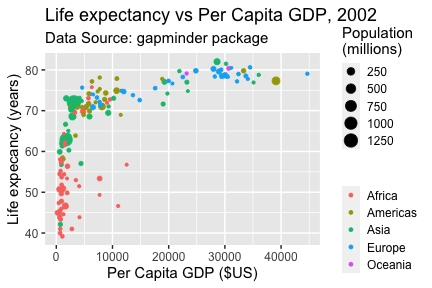 Life expectancy vs Per Capita GDP, 2002
Data Source: gapminder package
Life expecancy (years)
80
70
60
50
40
0
10000
20000
30000
40000
Per Capita GDP ($US)
Population
(millions)
250
500
750
1000
1250
Africa
Americas
Asia
Europe
Oceania